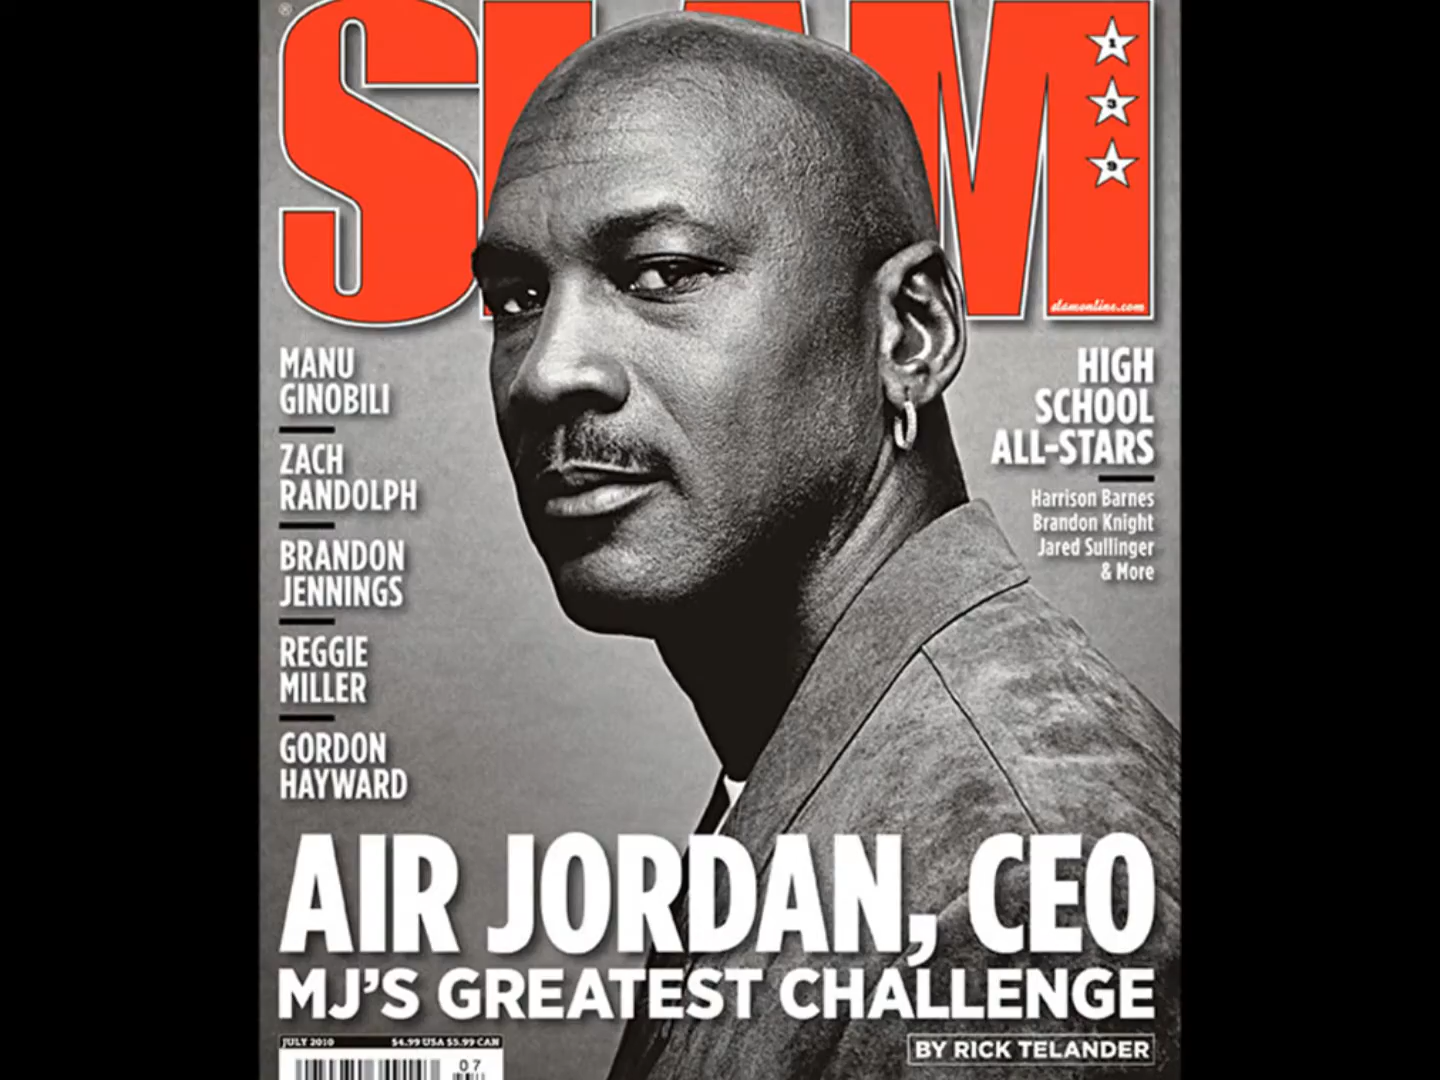 SLAM
®
1
3
9
slamonline.com
MANU
GINOBILI
ZACH
RANDOLPH
BRANDON
JENNINGS
REGGIE
MILLER
GORDON
HAYWARD
HIGH
SCHOOL
ALL-STARS
Harrison Barnes
Brandon Knight
Jared Sullinger
& More
AIR JORDAN, CEO
MJ'S GREATEST CHALLENGE
BY RICK TELANDER
JULY 2010 $4.99 USA $5.99 CAN
07